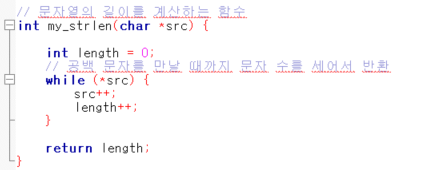 // 문자열의 길이를 계산하는 함수
int my_strlen(char *src) {
int length = 0;
// 공백 문자를 만날 때까지 문자 수를 세어서 반환
while (*src) {
src++;
length++;
}
return length;
}